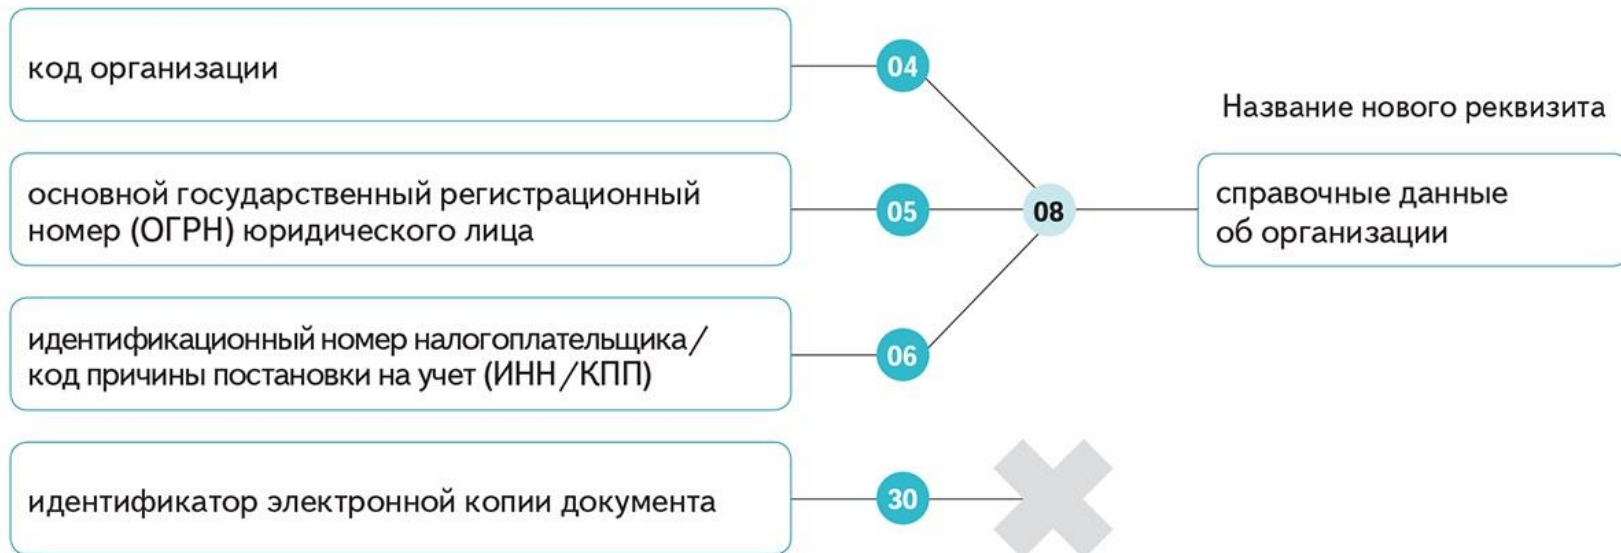 код организации
04
Название нового реквизита
основной государственный регистрационный
номер (ОГРН) юридического лица
05
08
справочные данные
об организации
идентификационный номер налогоплательщика/
код причины постановки на учет (ИНН/КПП)
06
идентификатор электронной копии документа
30